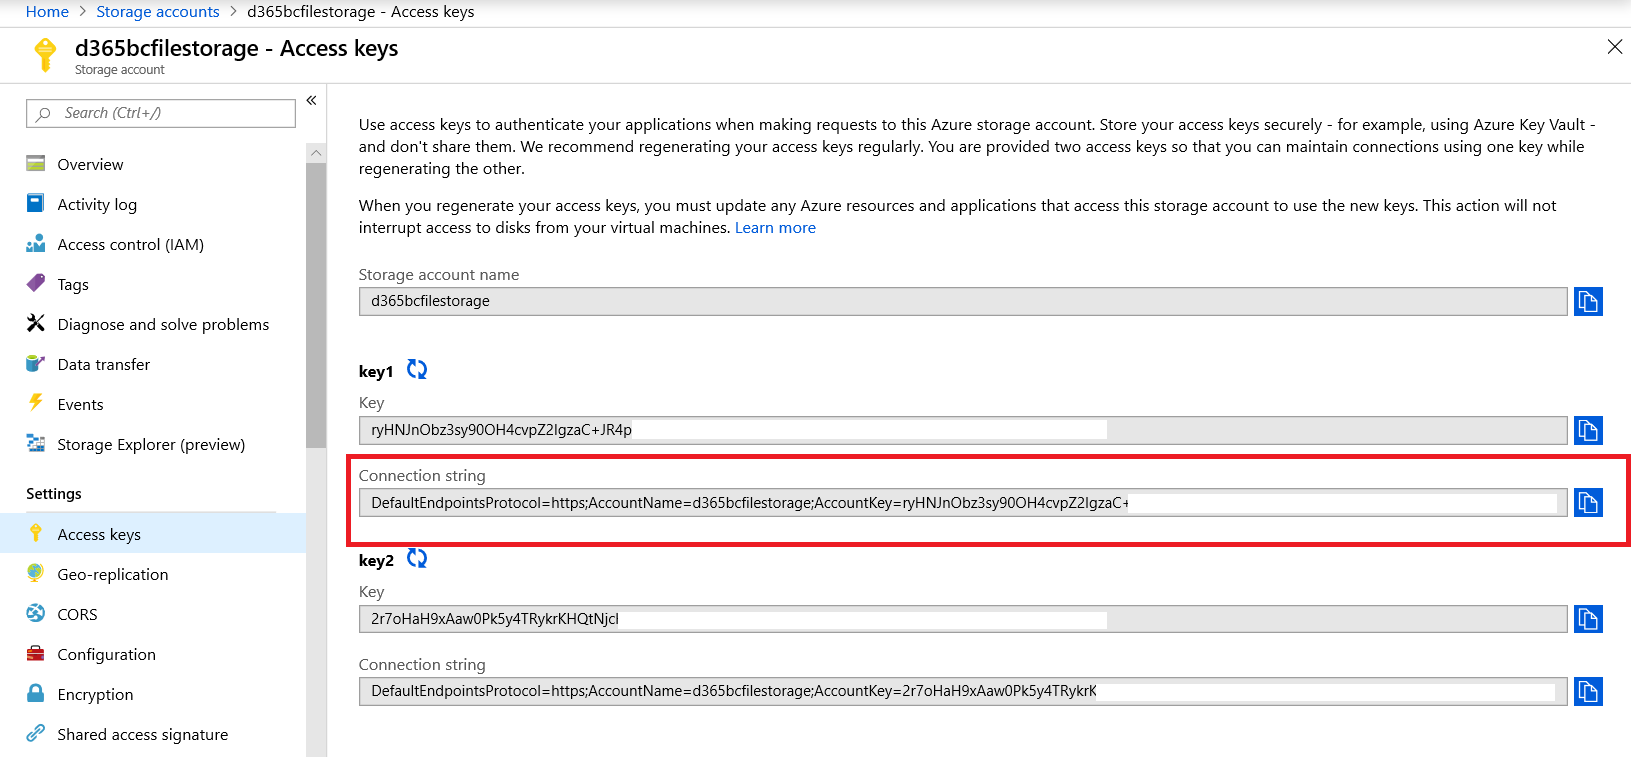 Home > Storage accounts > d365bcfilestorage - Access keys
d365bcfilestorage - Access keys
Storage account
Search (Ctrl+/)
Overview
Activity log
Access control (IAM)
Tags
Diagnose and solve problems
Data transfer
Events
Storage Explorer (preview)
Settings
Access keys
Geo-replication
CORS
Configuration
Encryption
Shared access signature
Use access keys to authenticate your applications when making requests to this Azure storage account. Store your access keys securely - for example, using Azure Key Vault -
and don't share them. We recommend regenerating your access keys regularly. You are provided two access keys so that you can maintain connections using one key while
regenerating the other.
When you regenerate your access keys, you must update any Azure resources and applications that access this storage account to use the new keys. This action will not
interrupt access to disks from your virtual machines. Learn more
Storage account name
d365bcfilestorage
key1
Key
ryHNJnObz3sy90OH4cvpZ2IgzaC+JR4p
Connection string
DefaultEndpointsProtocol=https;AccountName=d365bcfilestorage;AccountKey=ryHNJnObz3sy90OH4cvpZ2IgzaC+
key2
Key
2r7oHaH9xAaw0Pk5y4TRykrKHQtNjcI
Connection string
DefaultEndpointsProtocol=https;AccountName=d365bcfilestorage;AccountKey=2r7oHaH9xAaw0Pk5y4TRykrK